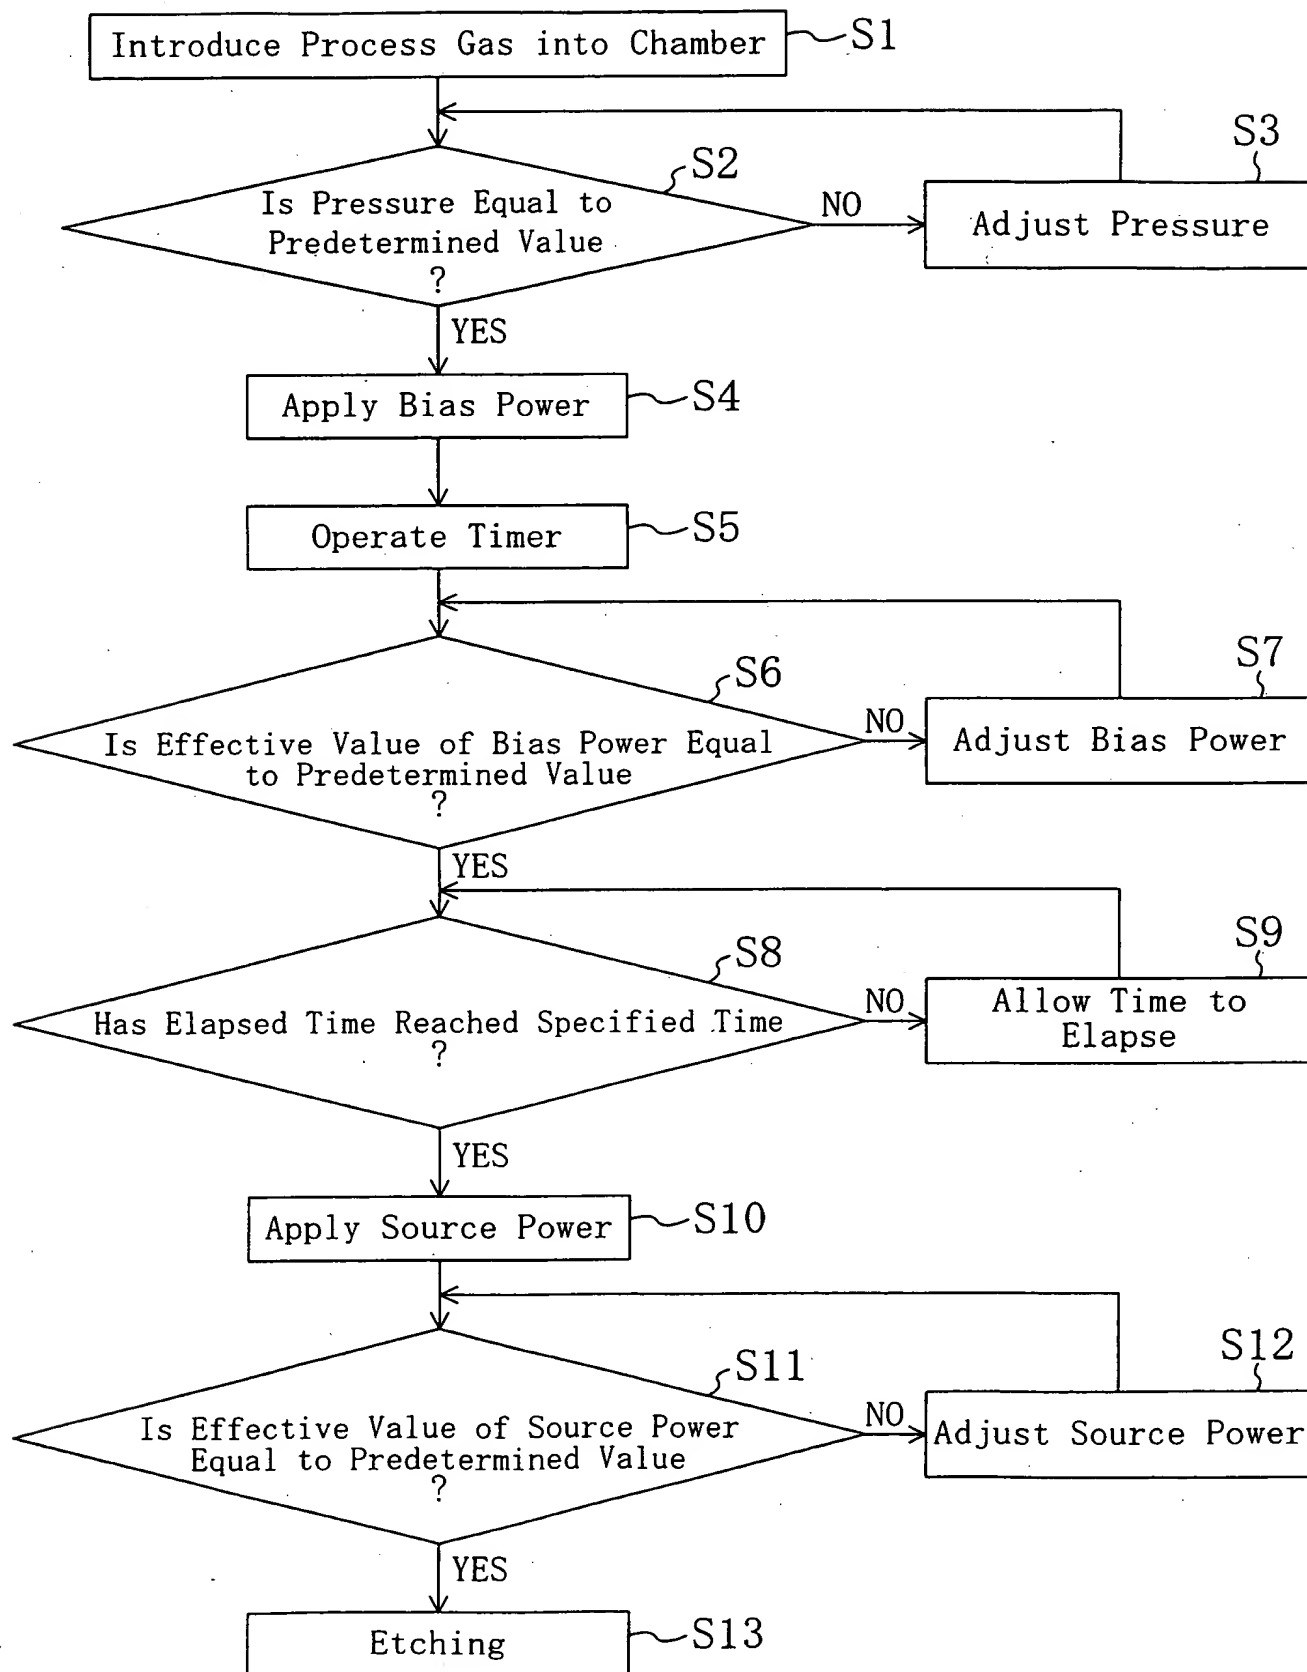 Introduce Process Gas into Chamber
S1
S2
S3
Is Pressure Equal to
Predetermined Value
?
NO
Adjust Pressure
YES
Apply Bias Power
S4
Operate Timer
S5
S6
S7
Is Effective Value of Bias Power Equal
to Predetermined Value
?
NO
Adjust Bias Power
YES
S8
S9
Has Elapsed Time Reached Specified Time
?
NO
Allow Time to
Elapse
YES
Apply Source Power
S10
S11
S12
Is Effective Value of Source Power
Equal to Predetermined Value
?
NO
Adjust Source Power
YES
Etching
S13